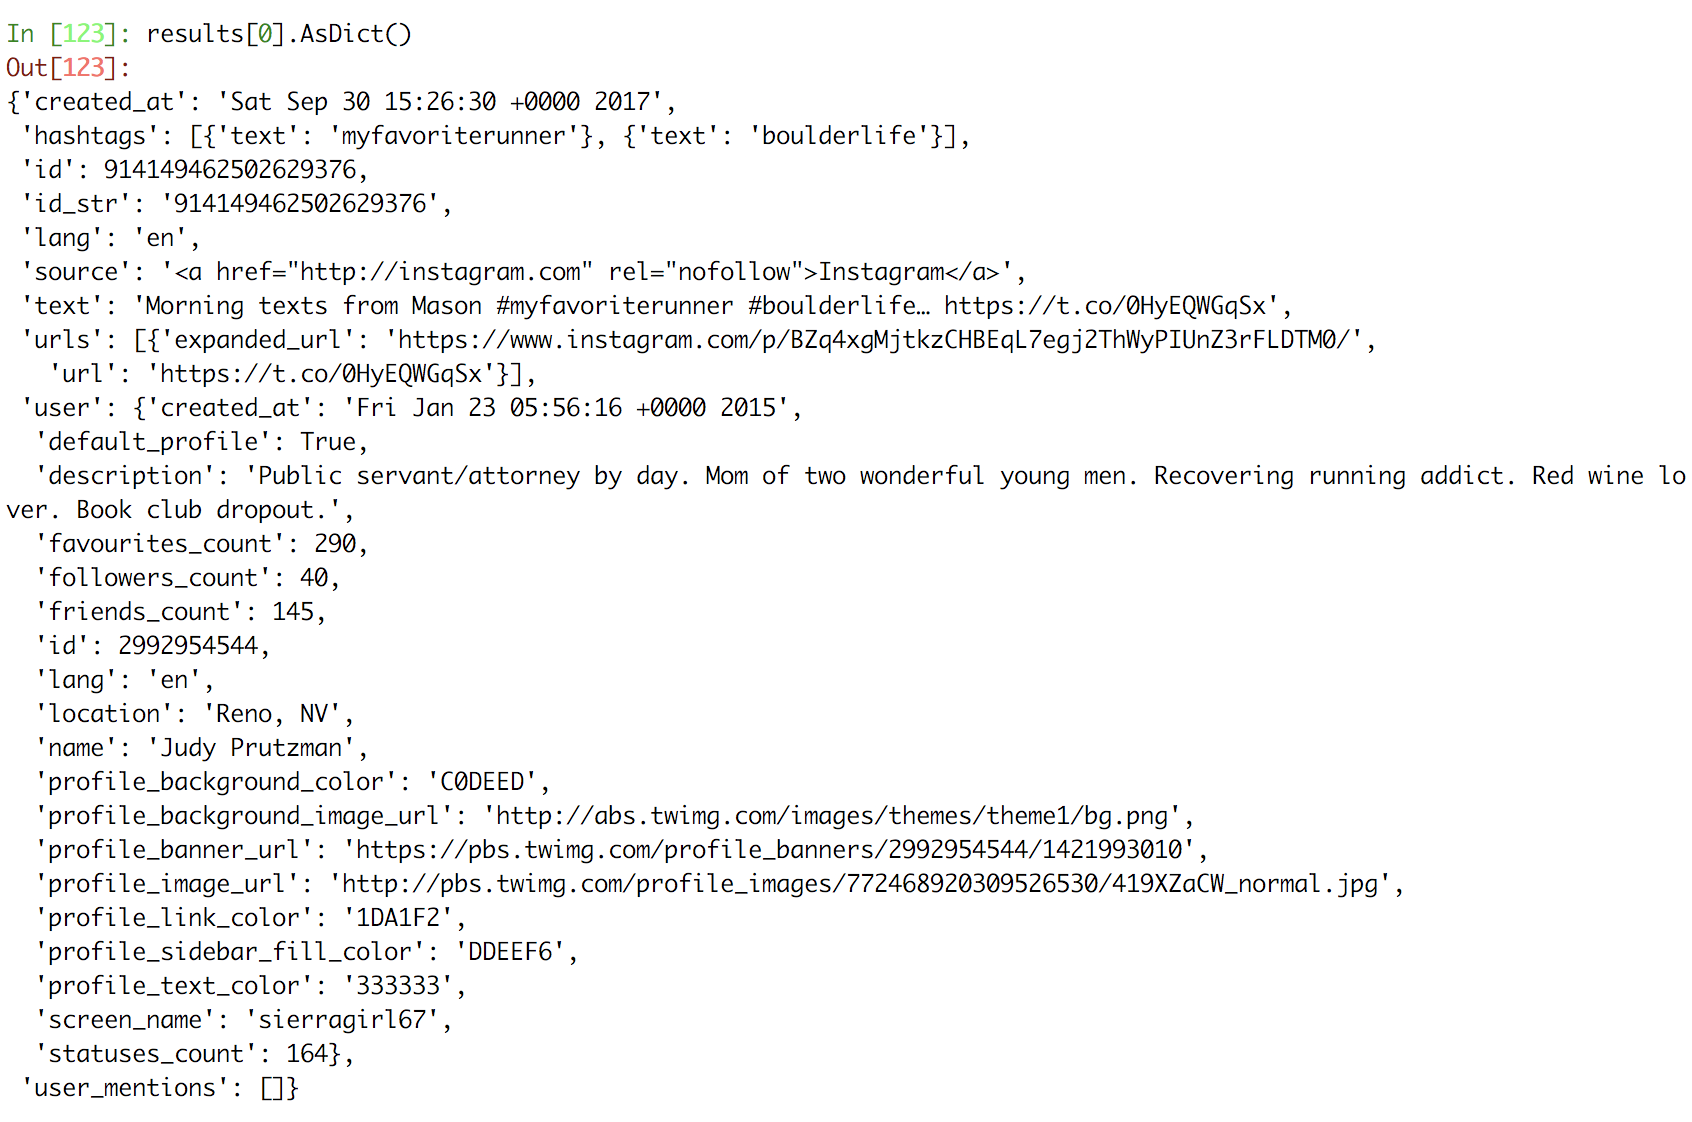 In [123]: results[0].AsDict()
Out[123]:
{'created_at': 'Sat Sep 30 15:26:30 +0000 2017',
 'hashtags': [{'text': 'myfavoriterunner'}, {'text': 'boulderlife'}],
 'id': 914149462502629376,
 'id_str': '914149462502629376',
 'lang': 'en',
 'source': '<a href="http://instagram.com" rel="nofollow">Instagram</a>',
 'text': 'Morning texts from Mason #myfavoriterunner #boulderlife… https://t.co/0HyEQWGqSx',
 'urls': [{'expanded_url': 'https://www.instagram.com/p/BZq4xgMjtkzCHBEqL7egj2ThWyPIUnZ3rFLDTM0/',
   'url': 'https://t.co/0HyEQWGqSx'}],
 'user': {'created_at': 'Fri Jan 23 05:56:16 +0000 2015',
  'default_profile': True,
  'description': 'Public servant/attorney by day. Mom of two wonderful young men. Recovering running addict. Red wine lo
ver. Book club dropout.',
  'favourites_count': 290,
  'followers_count': 40,
  'friends_count': 145,
  'id': 2992954544,
  'lang': 'en',
  'location': 'Reno, NV',
  'name': 'Judy Prutzman',
  'profile_background_color': 'C0DEED',
  'profile_background_image_url': 'http://abs.twimg.com/images/themes/theme1/bg.png',
  'profile_banner_url': 'https://pbs.twimg.com/profile_banners/2992954544/1421993010',
  'profile_image_url': 'http://pbs.twimg.com/profile_images/772468920309526530/419XZaCW_normal.jpg',
  'profile_link_color': '1DA1F2',
  'profile_sidebar_fill_color': 'DDEEF6',
  'profile_text_color': '333333',
  'screen_name': 'sierragirl67',
  'statuses_count': 164},
 'user_mentions': []}